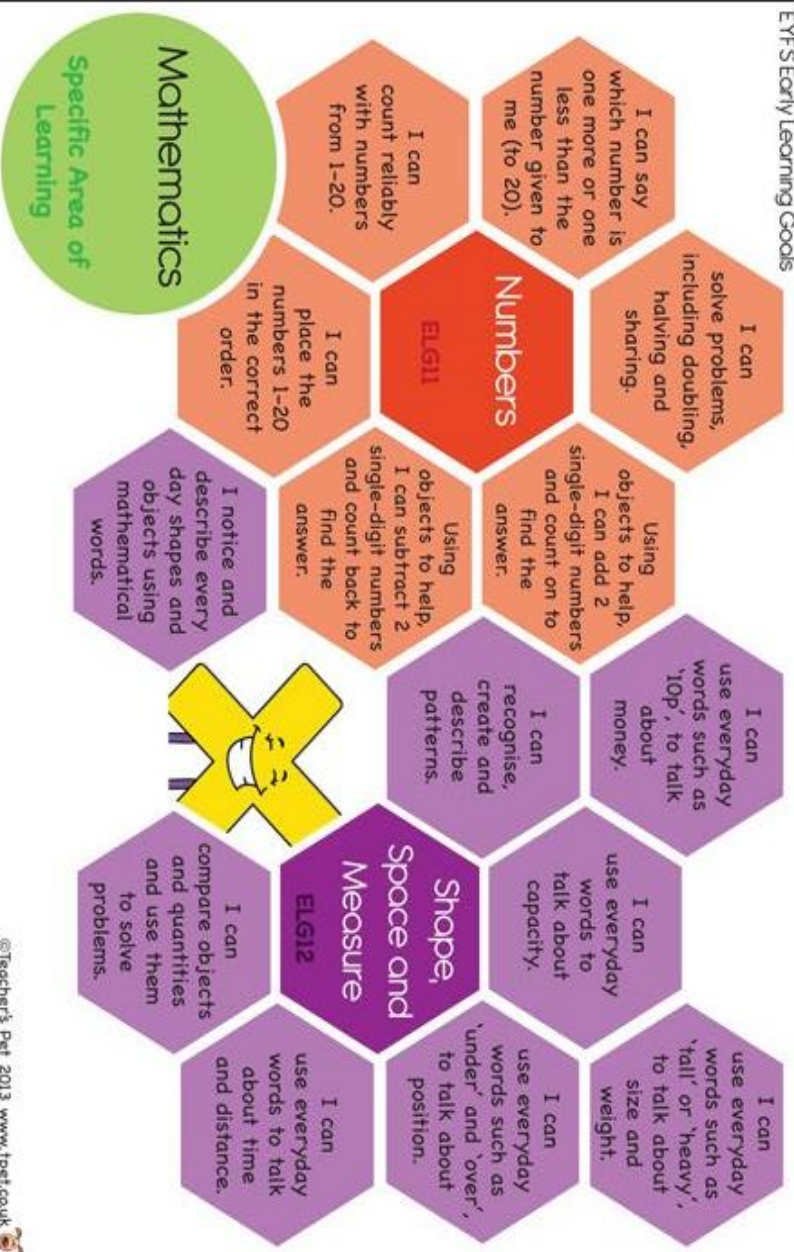 EYFS Early Learning Goals
I can say
which number is
one more or one
less than the
number given to
me (to 20).
I can
solve problems,
including doubling,
halving and
sharing.
I can
count reliably
with numbers
from 1-20.
Numbers
ELG11
Using
objects to help,
I can add 2
single-digit numbers
and count on to
find the
answer.
I can
place the
numbers 1-20
in the correct
order.
Using
objects to help,
I can subtract 2
single-digit numbers
and count back to
find the
answer.
Mathematics
Specific Area of
Learning
I notice and
describe every
day shapes and
objects using
mathematical
words.
I can
use everyday
words such as
'10p', to talk
about
money.
I can
recognise,
create and
describe
patterns.
I can
use everyday
words to
talk about
capacity.
I can
use everyday
words such as
'tall' or 'heavy',
to talk about
size and
weight.
Shape,
Space and
Measure
ELG12
I can
use everyday
words such as
'under' and 'over',
to talk about
position.
I can
compare objects
and quantities
and use them
to solve
problems.
I can
use everyday
words to talk
about time
and distance.
©Teacher's Pet 2013 www.tpet.co.uk